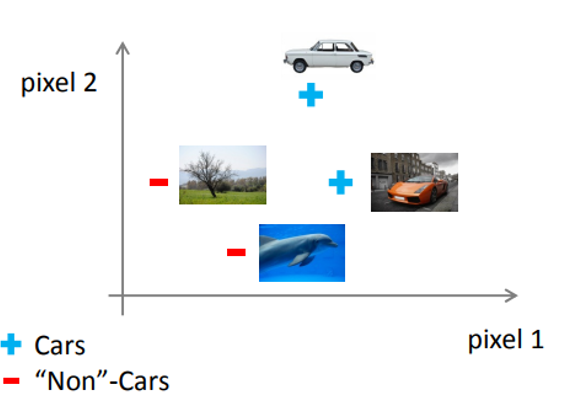 pixel 2
pixel 1
Cars
“Non”-Cars